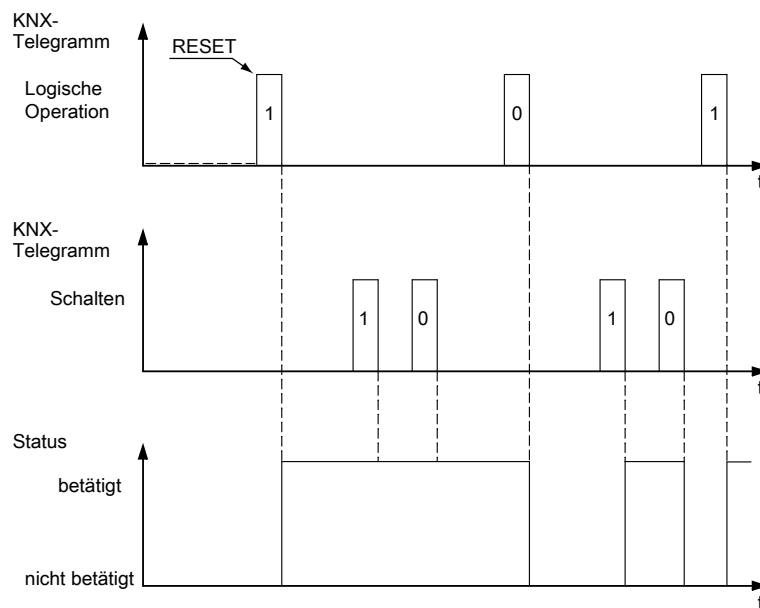 KNX-
Telegramm
RESET
Logische
Operation
1
0
1
t
KNX-
Telegramm
Schalten
1
0
1
0
t
Status
betätigt
nicht betätigt
t